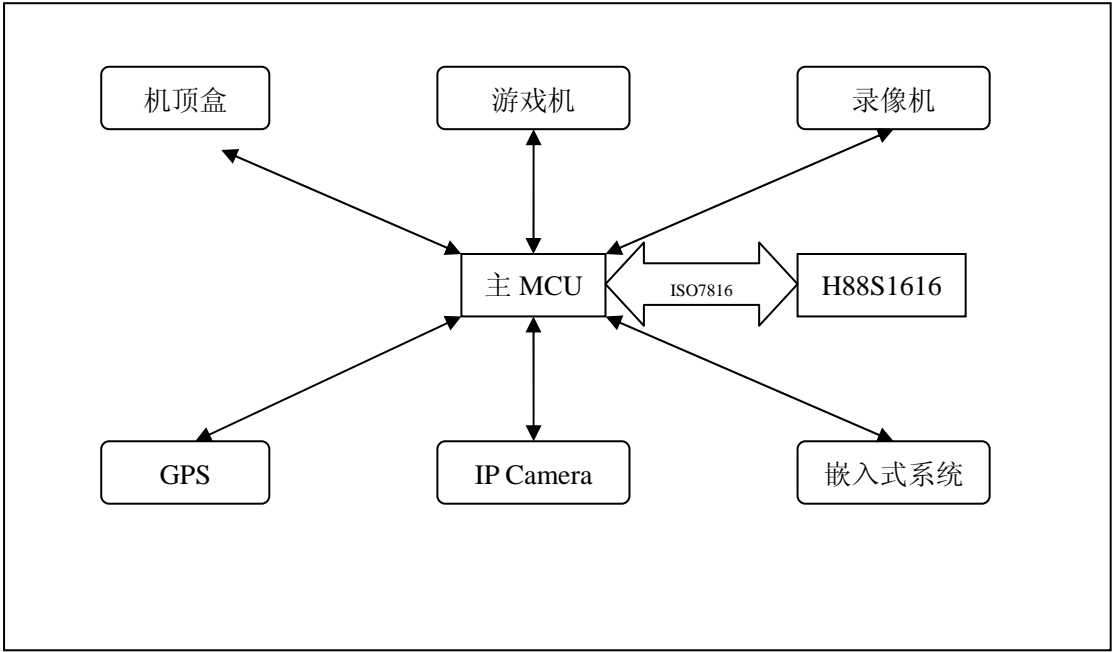 机顶盒
游戏机
录像机
主 MCU
ISO7816
H88S1616
GPS
IP Camera
嵌入式系统